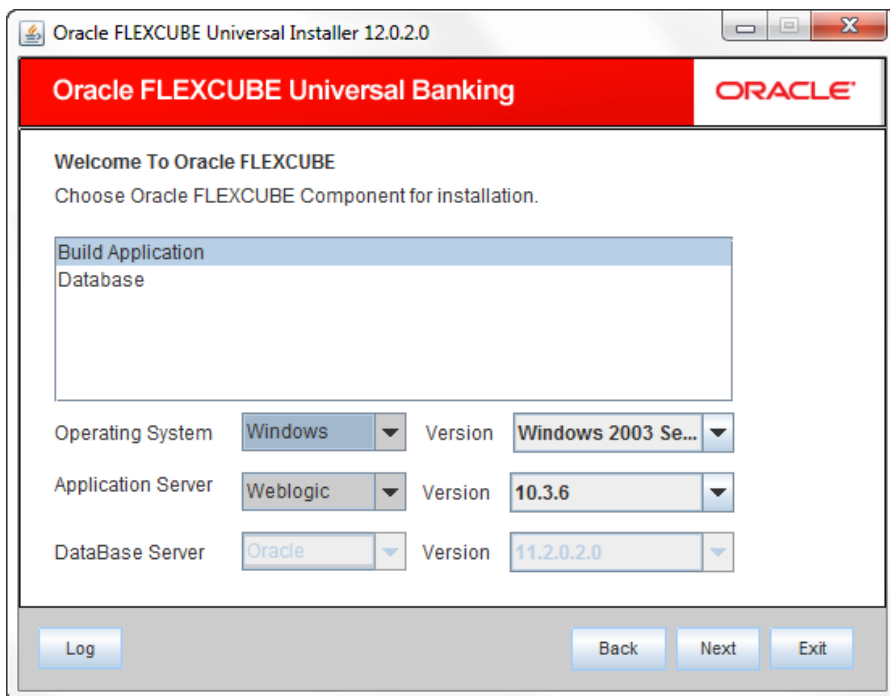 Oracle FLEXCUBE Universal Installer 12.0.2.0
Oracle FLEXCUBE Universal Banking ORACLE
Welcome To Oracle FLEXCUBE
Choose Oracle FLEXCUBE Component for installation.
Build Application
Database
Operating System Windows Version Windows 2003 Se...
Application Server Weblogic Version 10.3.6
DataBase Server Oracle Version 11.2.0.2.0
Log Back Next Exit